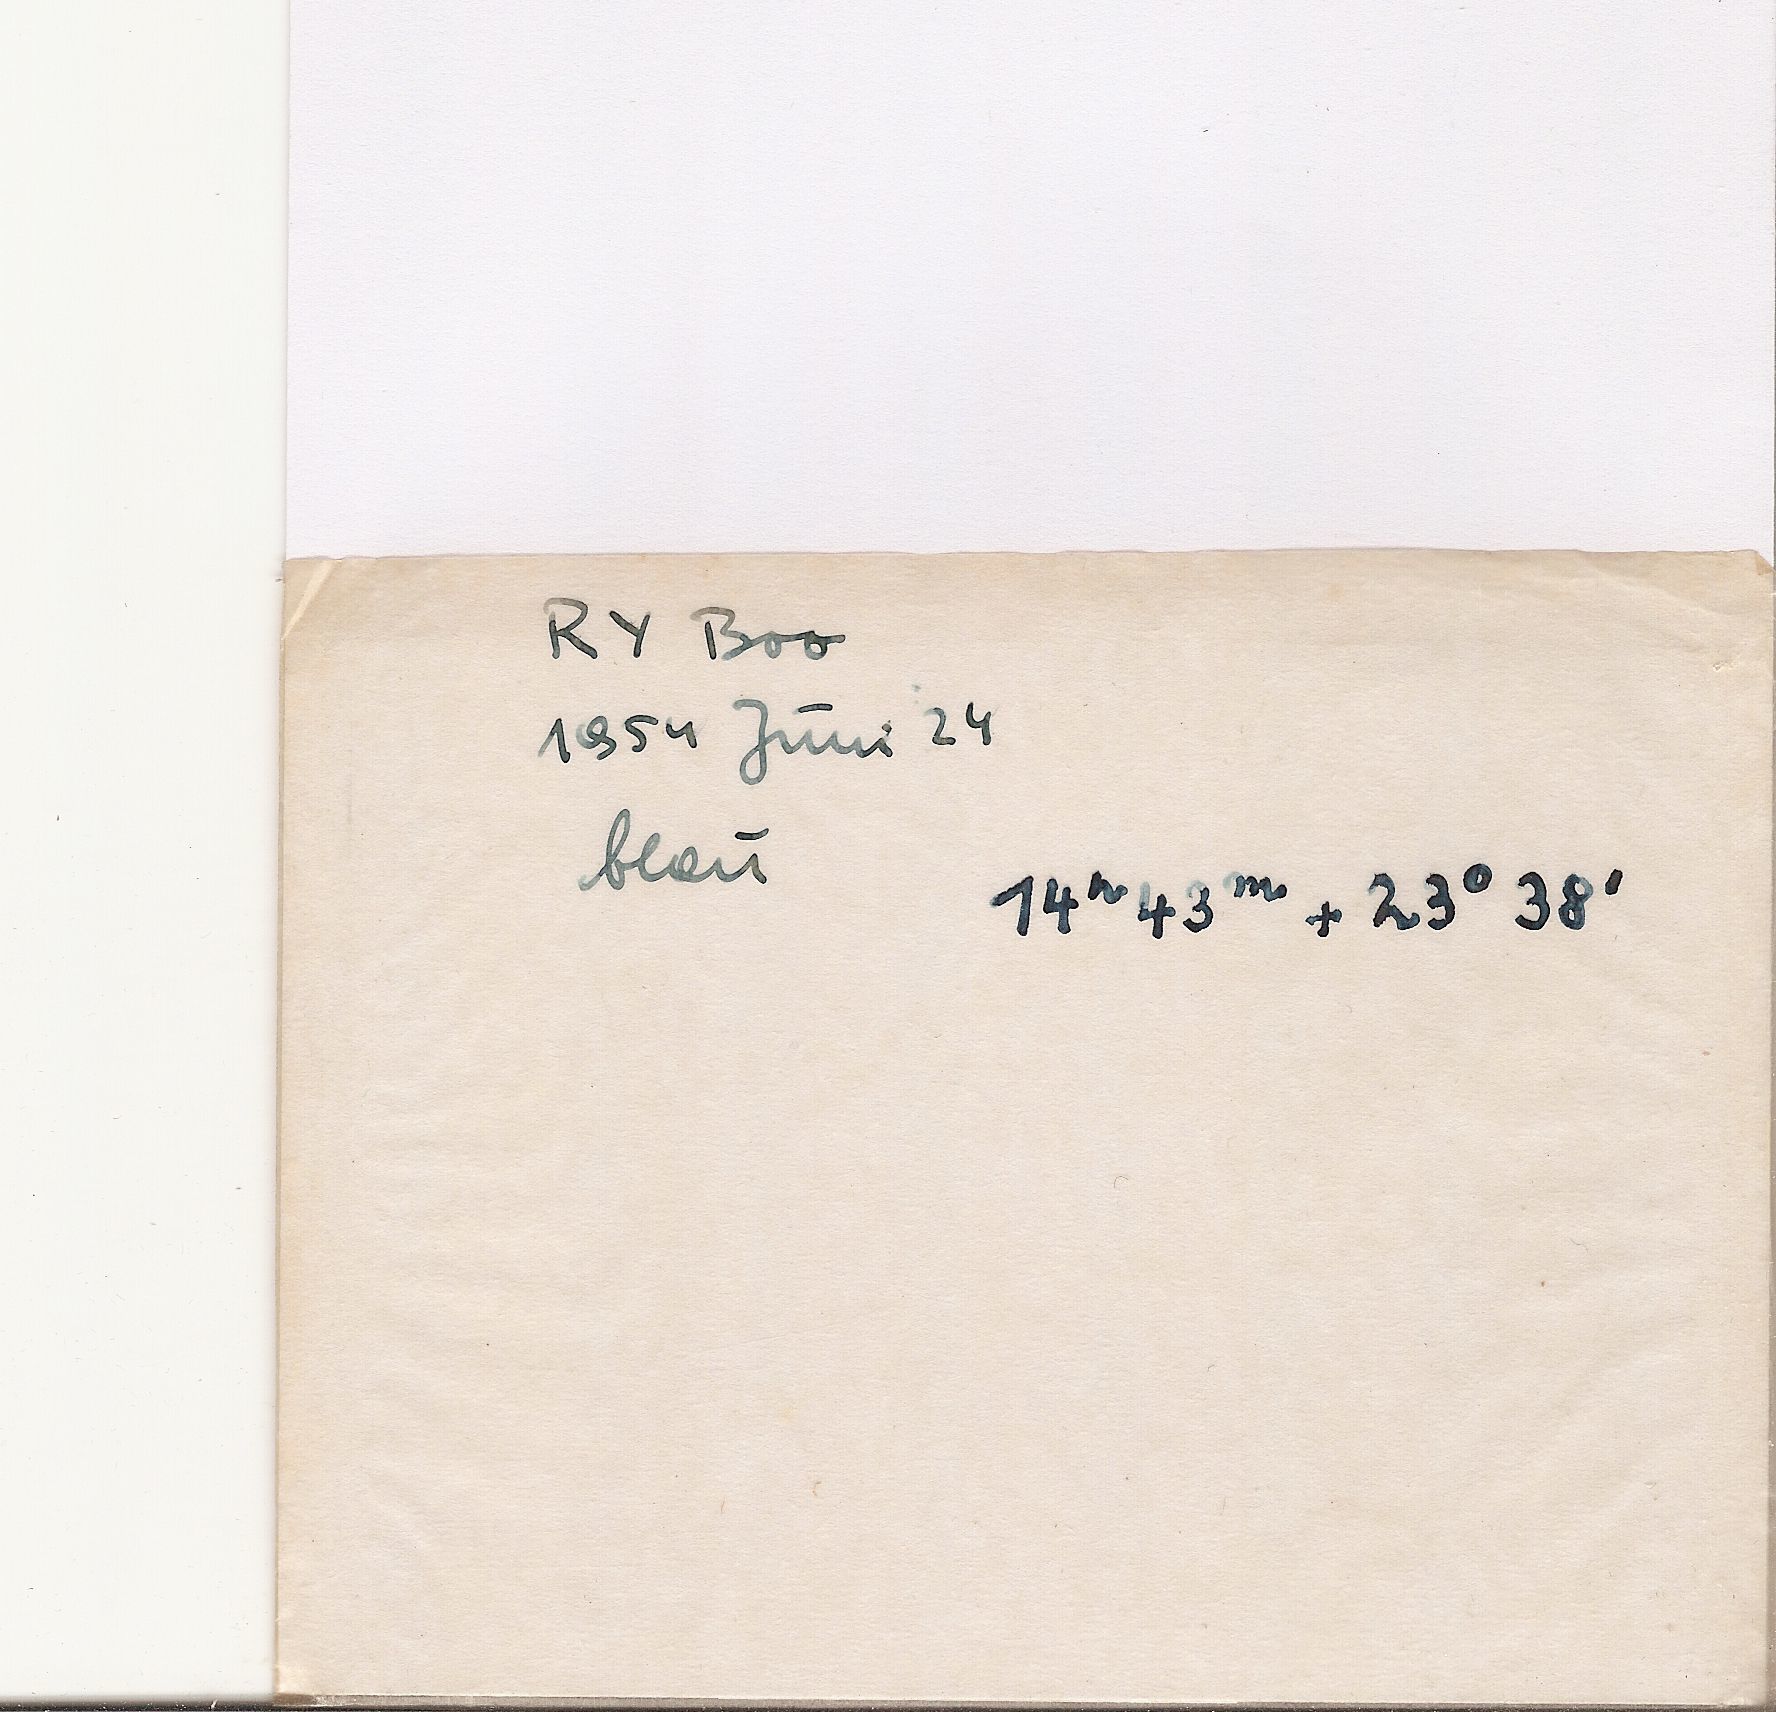 RY Boo
1954 Juni 24
blau
14ʰ 43ᵐ + 23° 38'